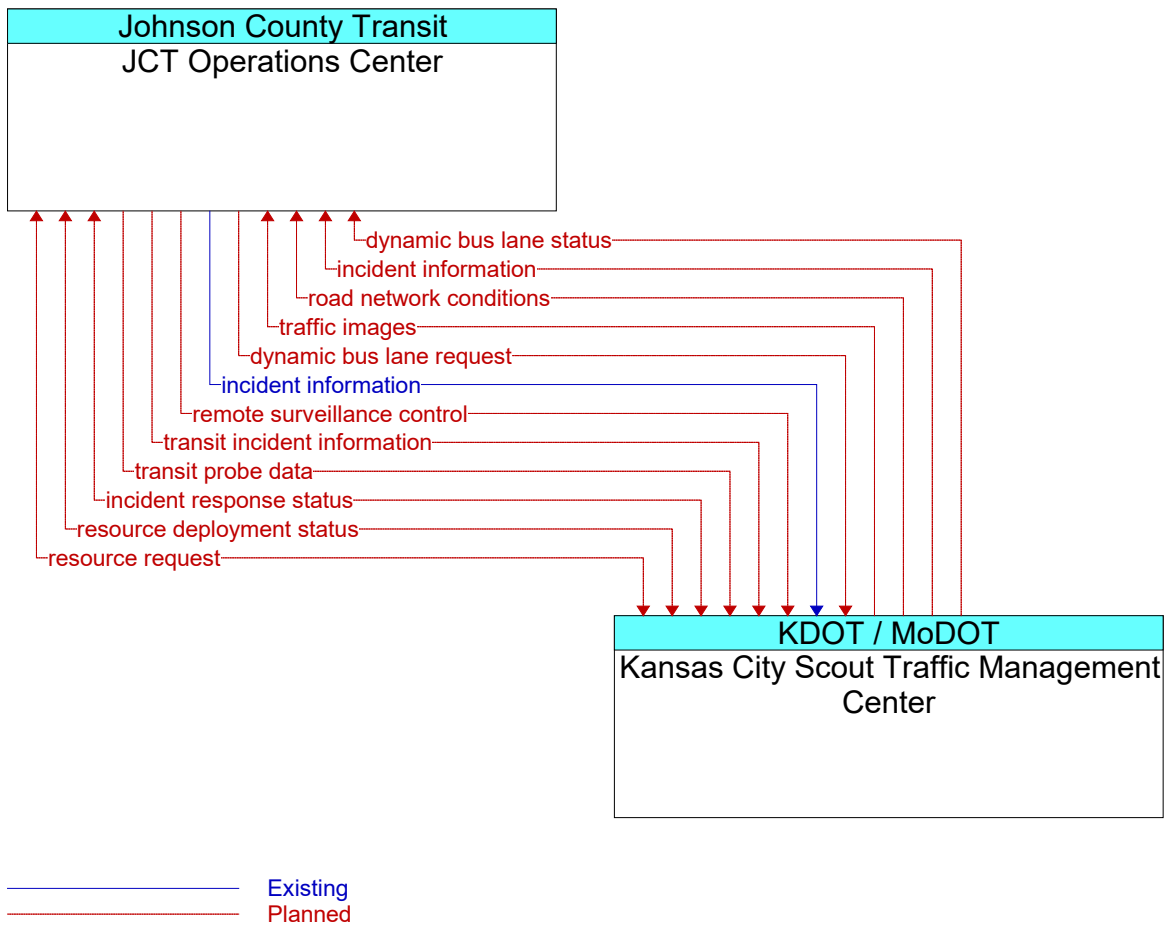 Johnson County Transit
JCT Operations Center
dynamic bus lane status
incident information
road network conditions
traffic images
dynamic bus lane request
incident information
remote surveillance control
transit incident information
transit probe data
incident response status
resource deployment status
resource request
KDOT / MoDOT
Kansas City Scout Traffic Management
Center
Existing
Planned